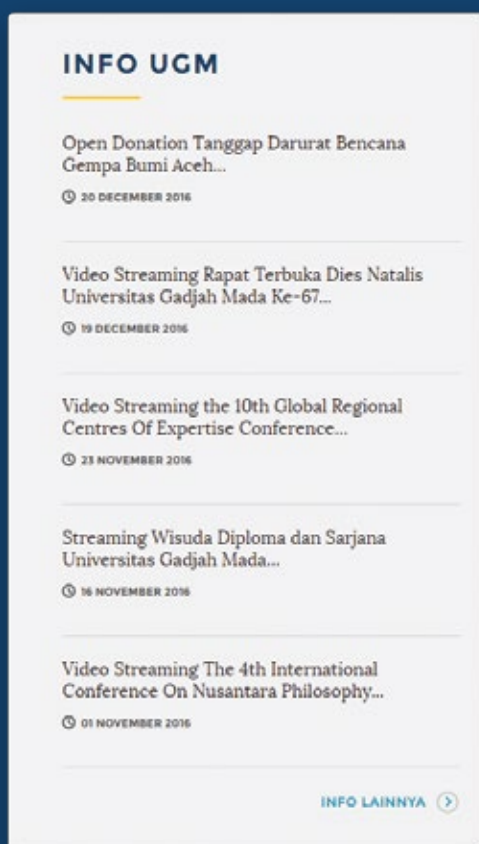 INFO UGM
Open Donation Tanggap Darurat Bencana
Gempa Bumi Aceh...
20 DECEMBER 2016
Video Streaming Rapat Terbuka Dies Natalis
Universitas Gadjah Mada Ke-67...
19 DECEMBER 2016
Video Streaming the 10th Global Regional
Centres Of Expertise Conference...
23 NOVEMBER 2016
Streaming Wisuda Diploma dan Sarjana
Universitas Gadjah Mada...
16 NOVEMBER 2016
Video Streaming The 4th International
Conference On Nusantara Philosophy...
01 NOVEMBER 2016
INFO LAINNYA